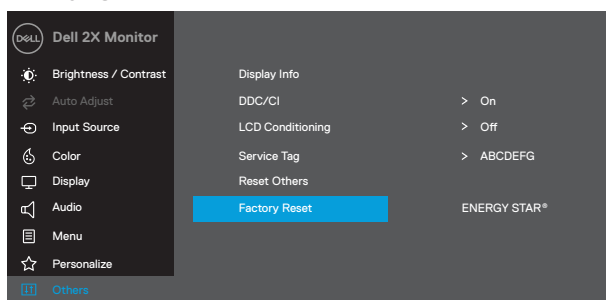 DELL Dell 2X Monitor
Brightness / Contrast Display Info
Auto Adjust DDC/CI > On
Input Source LCD Conditioning > Off
Color Service Tag > ABCDEFG
Display Reset Others
Audio Factory Reset ENERGY STAR®
Menu
Personalize
Others